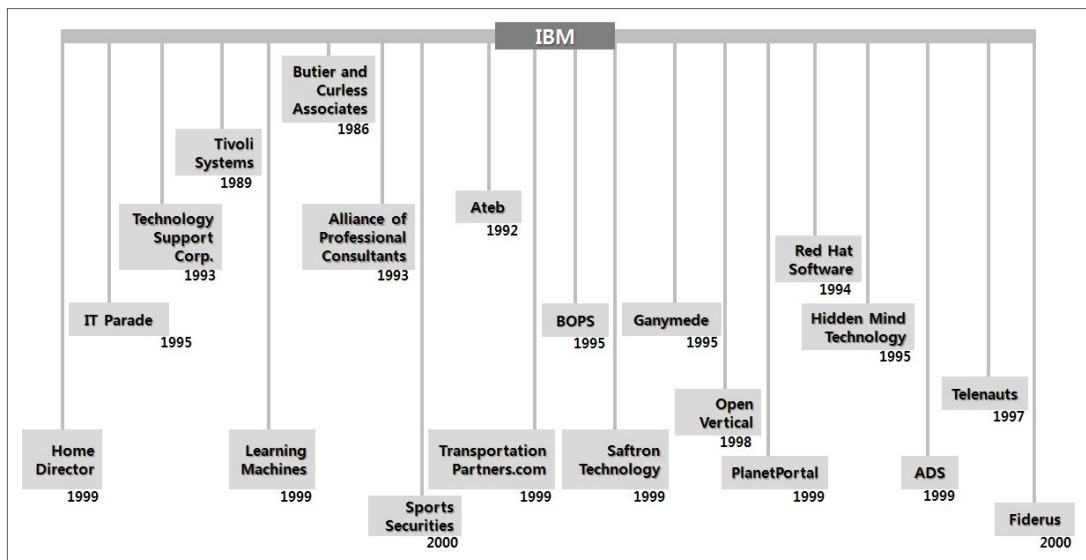 IBM
Butier and
Curless
Associates
1986
Tivoli
Systems
1989
Technology
Support
Corp.
1993
Alliance of
Professional
Consultants
1993
Ateb
1992
Red Hat
Software
1994
IT Parade
1995
BOPS
1995
Ganymede
1995
Hidden Mind
Technology
1995
Open
Vertical
1998
Telenauts
1997
Home
Director
1999
Learning
Machines
1999
Transportation
Partners.com
1999
Saftron
Technology
1999
PlanetPortal
1999
ADS
1999
Sports
Securities
2000
Fiderus
2000